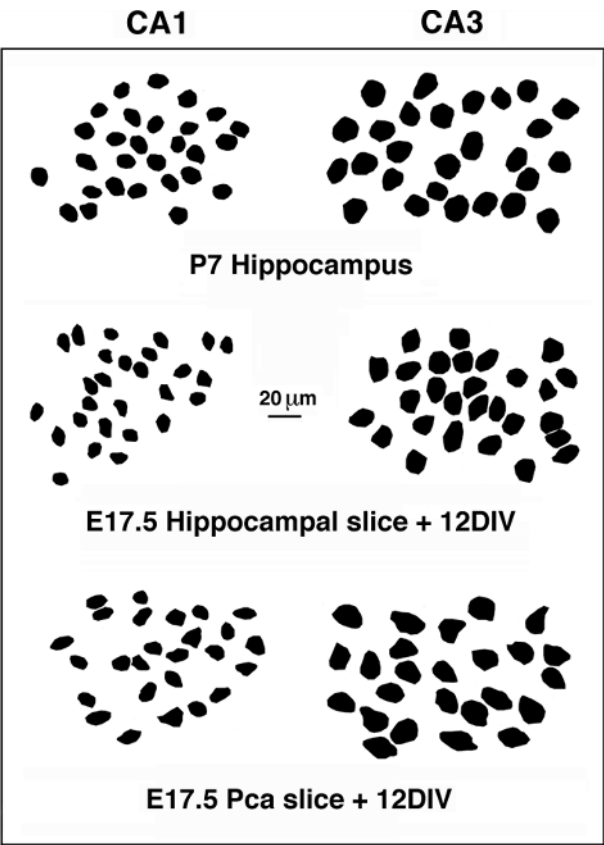 CA1 CA3
P7 Hippocampus
20 μm
E17.5 Hippocampal slice + 12DIV
E17.5 Pca slice + 12DIV